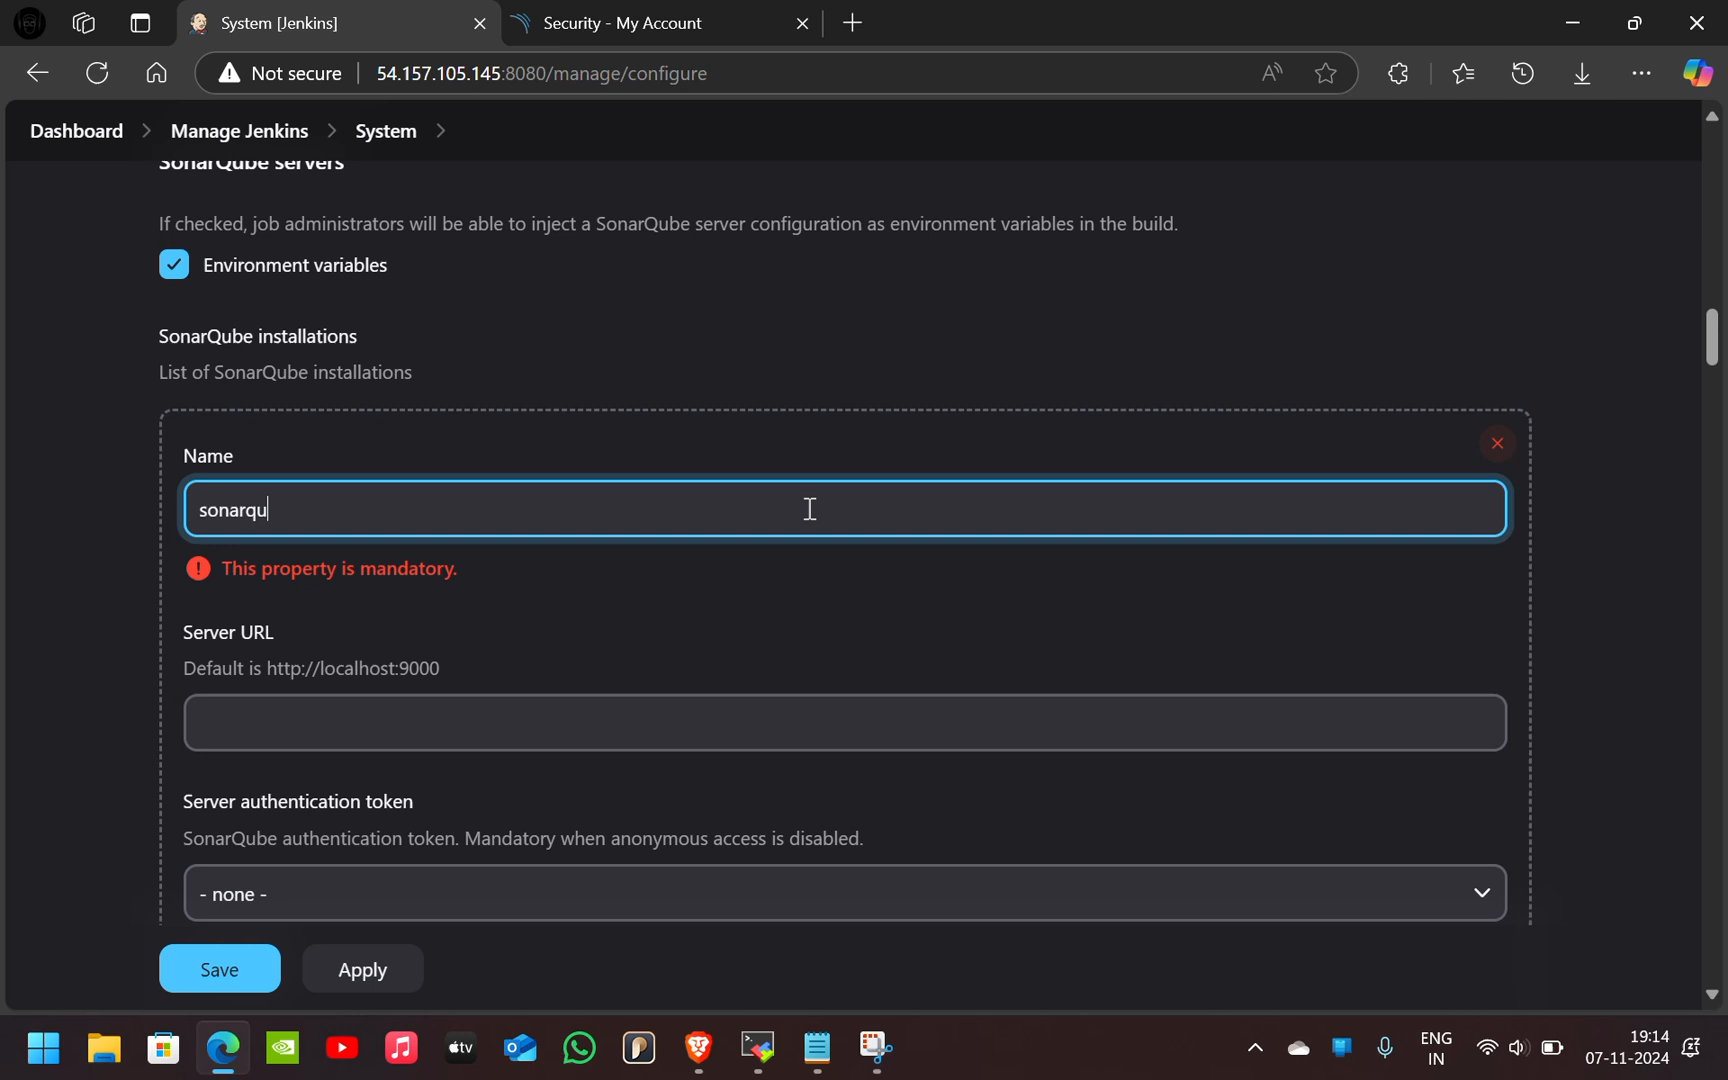 System [Jenkins]
Security - My Account
Not secure
54.157.105.145:8080/manage/configure
Dashboard
Manage Jenkins
System
SonarQube servers
If checked, job administrators will be able to inject a SonarQube server configuration as environment variables in the build.
Environment variables
SonarQube installations
List of SonarQube installations
Name
sonarqu
This property is mandatory.
Server URL
Default is http://localhost:9000
Server authentication token
SonarQube authentication token. Mandatory when anonymous access is disabled.
- none -
Save
Apply
tv
ENG
IN
19:14
07-11-2024